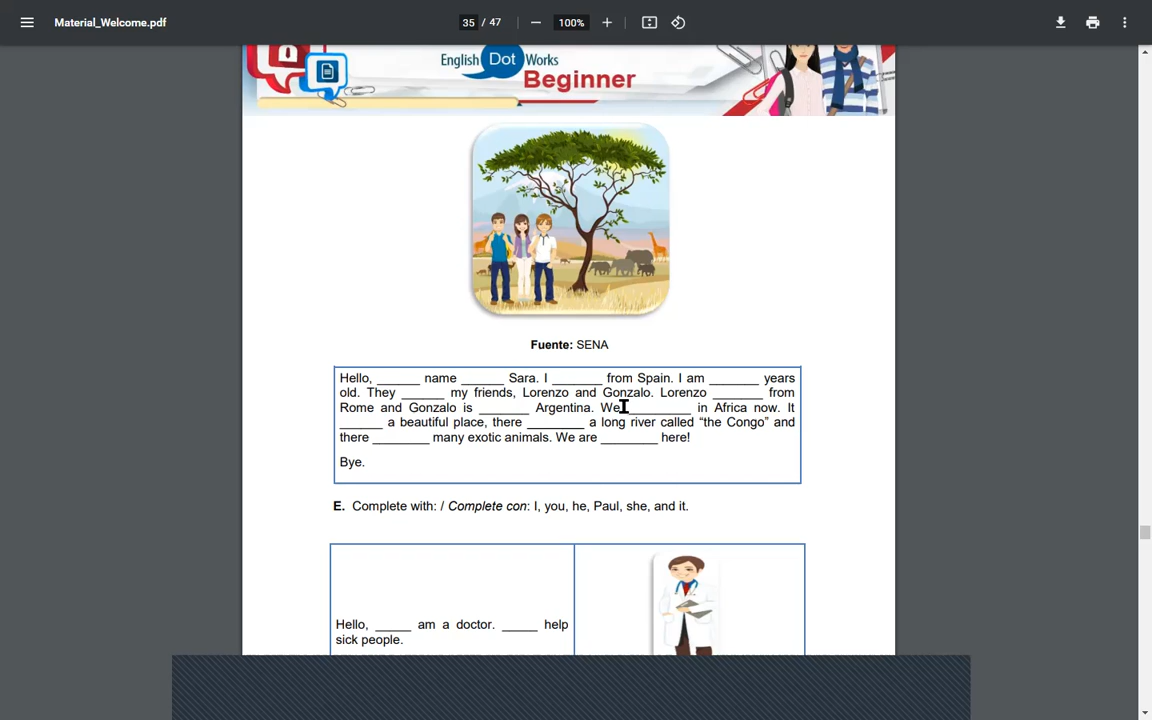 Material_Welcome.pdf
35 / 47
100%
English Dot Works
Beginner
Fuente: SENA
Hello, ______ name ______ Sara. I _______ from Spain. I am _______ years
old. They ______ my friends, Lorenzo and Gonzalo. Lorenzo _______ from
Rome and Gonzalo is _______ Argentina. We _________ in Africa now. It
______ a beautiful place, there ________ a long river called “the Congo” and
there ________ many exotic animals. We are ________ here!
Bye.
E. Complete with: / Complete con: I, you, he, Paul, she, and it.
Hello, _____ am a doctor. _____ help
sick people.